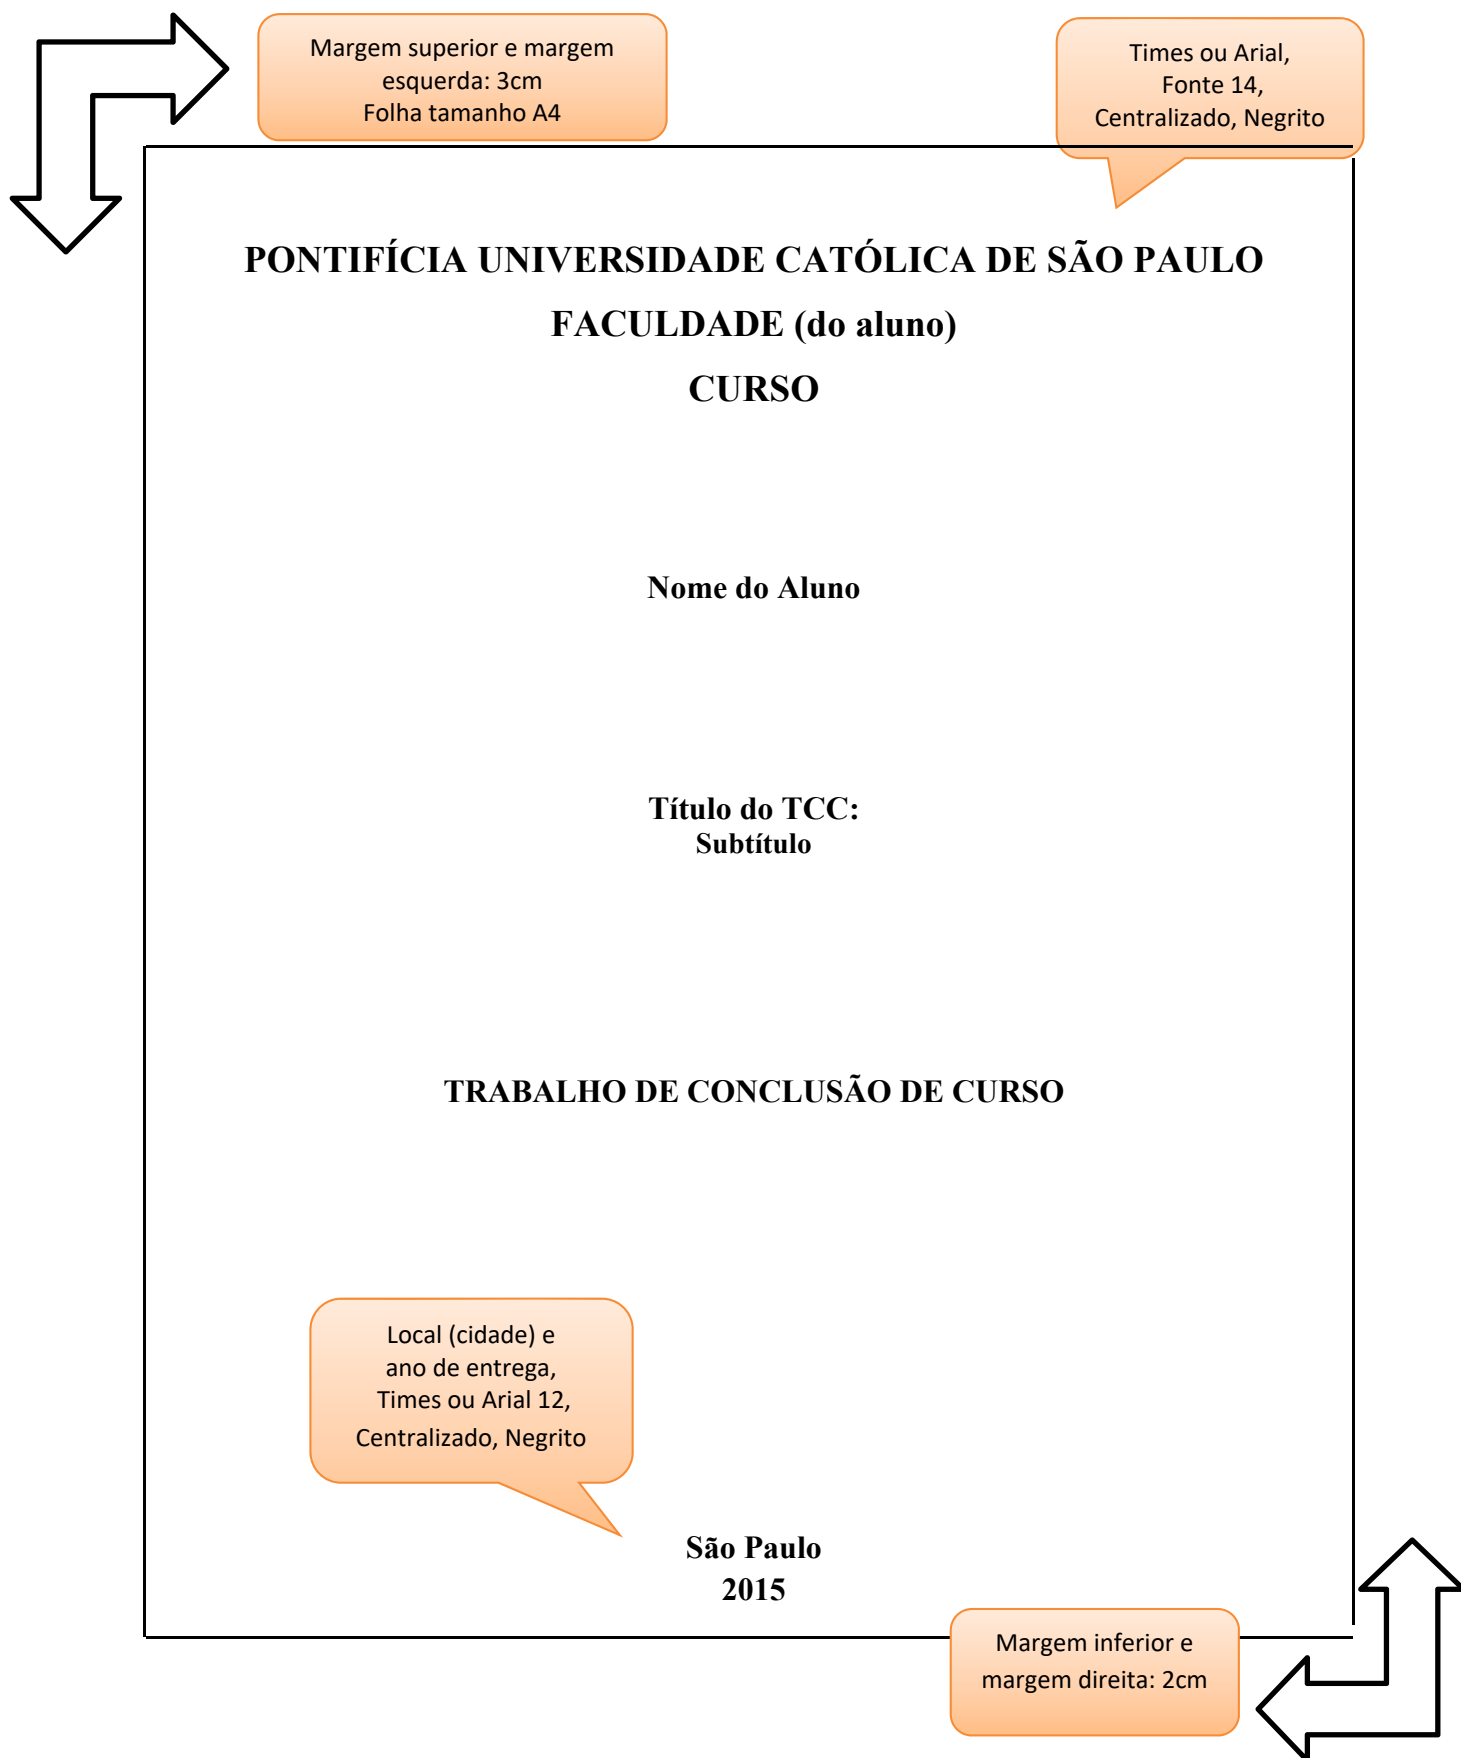 Margem superior e margem
esquerda: 3cm
Folha tamanho A4
Times ou Arial,
Fonte 14,
Centralizado, Negrito
PONTIFÍCIA UNIVERSIDADE CATÓLICA DE SÃO PAULO
FACULDADE (do aluno)
CURSO
Nome do Aluno
Título do TCC:
Subtítulo
TRABALHO DE CONCLUSÃO DE CURSO
Local (cidade) e
ano de entrega,
Times ou Arial 12,
Centralizado, Negrito
São Paulo
2015
Margem inferior e
margem direita: 2cm